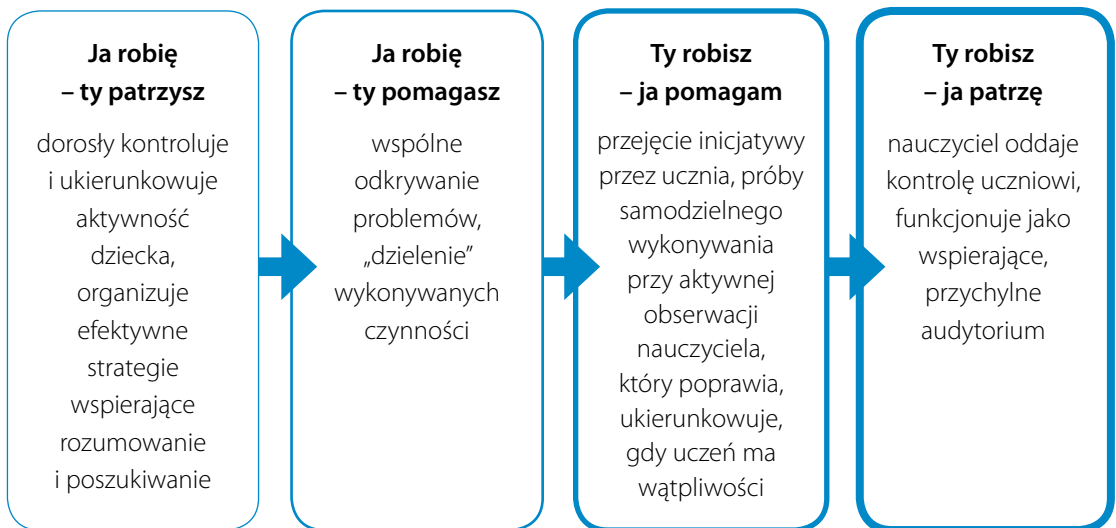 Ja robię
– ty patrzysz
dorosły kontroluje
i ukierunkowuje
aktywność
dziecka,
organizuje
efektywne
strategie
wspierające
rozumowanie
i poszukiwanie
Ja robię
– ty pomagasz
wspólne
odkrywanie
problemów,
„dzielenie”
wykonywanych
czynności
Ty robisz
– ja pomagam
przejęcie inicjatywy
przez ucznia, próby
samodzielnego
wykonywania
przy aktywnej
obserwacji
nauczyciela,
który poprawia,
ukierunkowuje,
gdy uczeń ma
wątpliwości
Ty robisz
– ja patrzę
nauczyciel oddaje
kontrolę uczniowi,
funkcjonuje jako
wspierające,
przychylne
audytorium